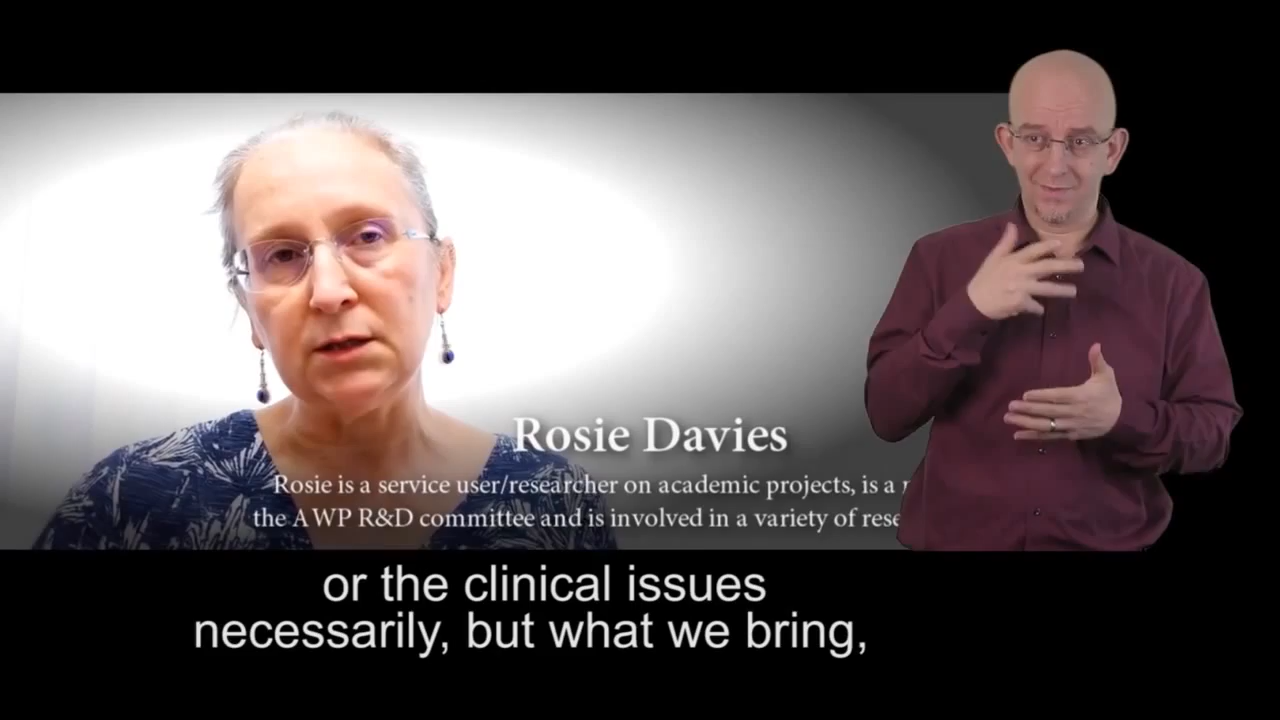 Rosie Davies
Rosie is a service user/researcher on academic projects, is a
the AWP R&D committee and is involved in a variety of
or the clinical issues
necessarily, but what we bring,